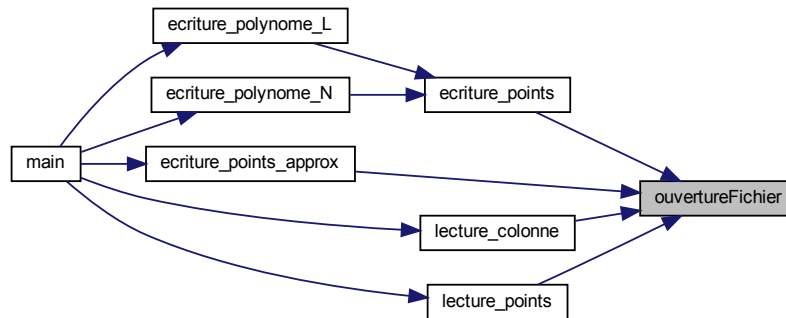 ecriture_polynome_L
ecriture_polynome_N
ecriture_points
main
ecriture_points_approx
ouvertureFichier
lecture_colonne
lecture_points